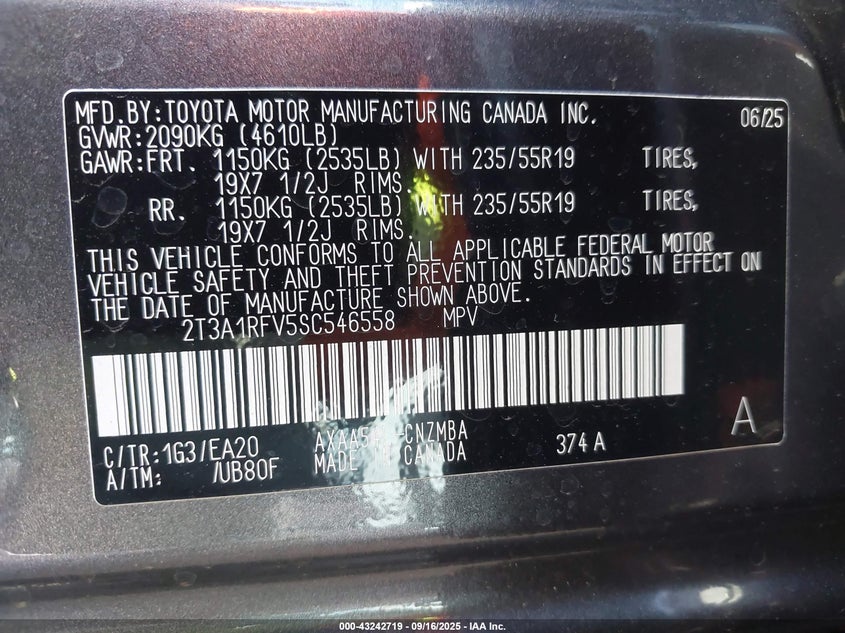 MFD.BY:TOYOTA MOTOR MANUFACTURING CANADA INC. 06/25
GVWR:2090KG (4610LB)
GAWR:FRT. 1150KG (2535LB) WITH 235/55R19 TIRES,
19X7 1/2J RIMS.
RR. 1150KG (2535LB) WITH 235/55R19 TIRES,
19X7 1/2J RIMS.
THIS VEHICLE CONFORMS TO ALL APPLICABLE FEDERAL MOTOR
VEHICLE SAFETY AND THEFT PREVENTION STANDARDS IN EFFECT ON
THE DATE OF MANUFACTURE SHOWN ABOVE.
2T3A1RFV5SC546558 MPV
A
C/TR:1G3/EA20 374A
A/TM: /UB80F MADE IN CANADA
000-43242719 - 09/16/2025 - IAA Inc.